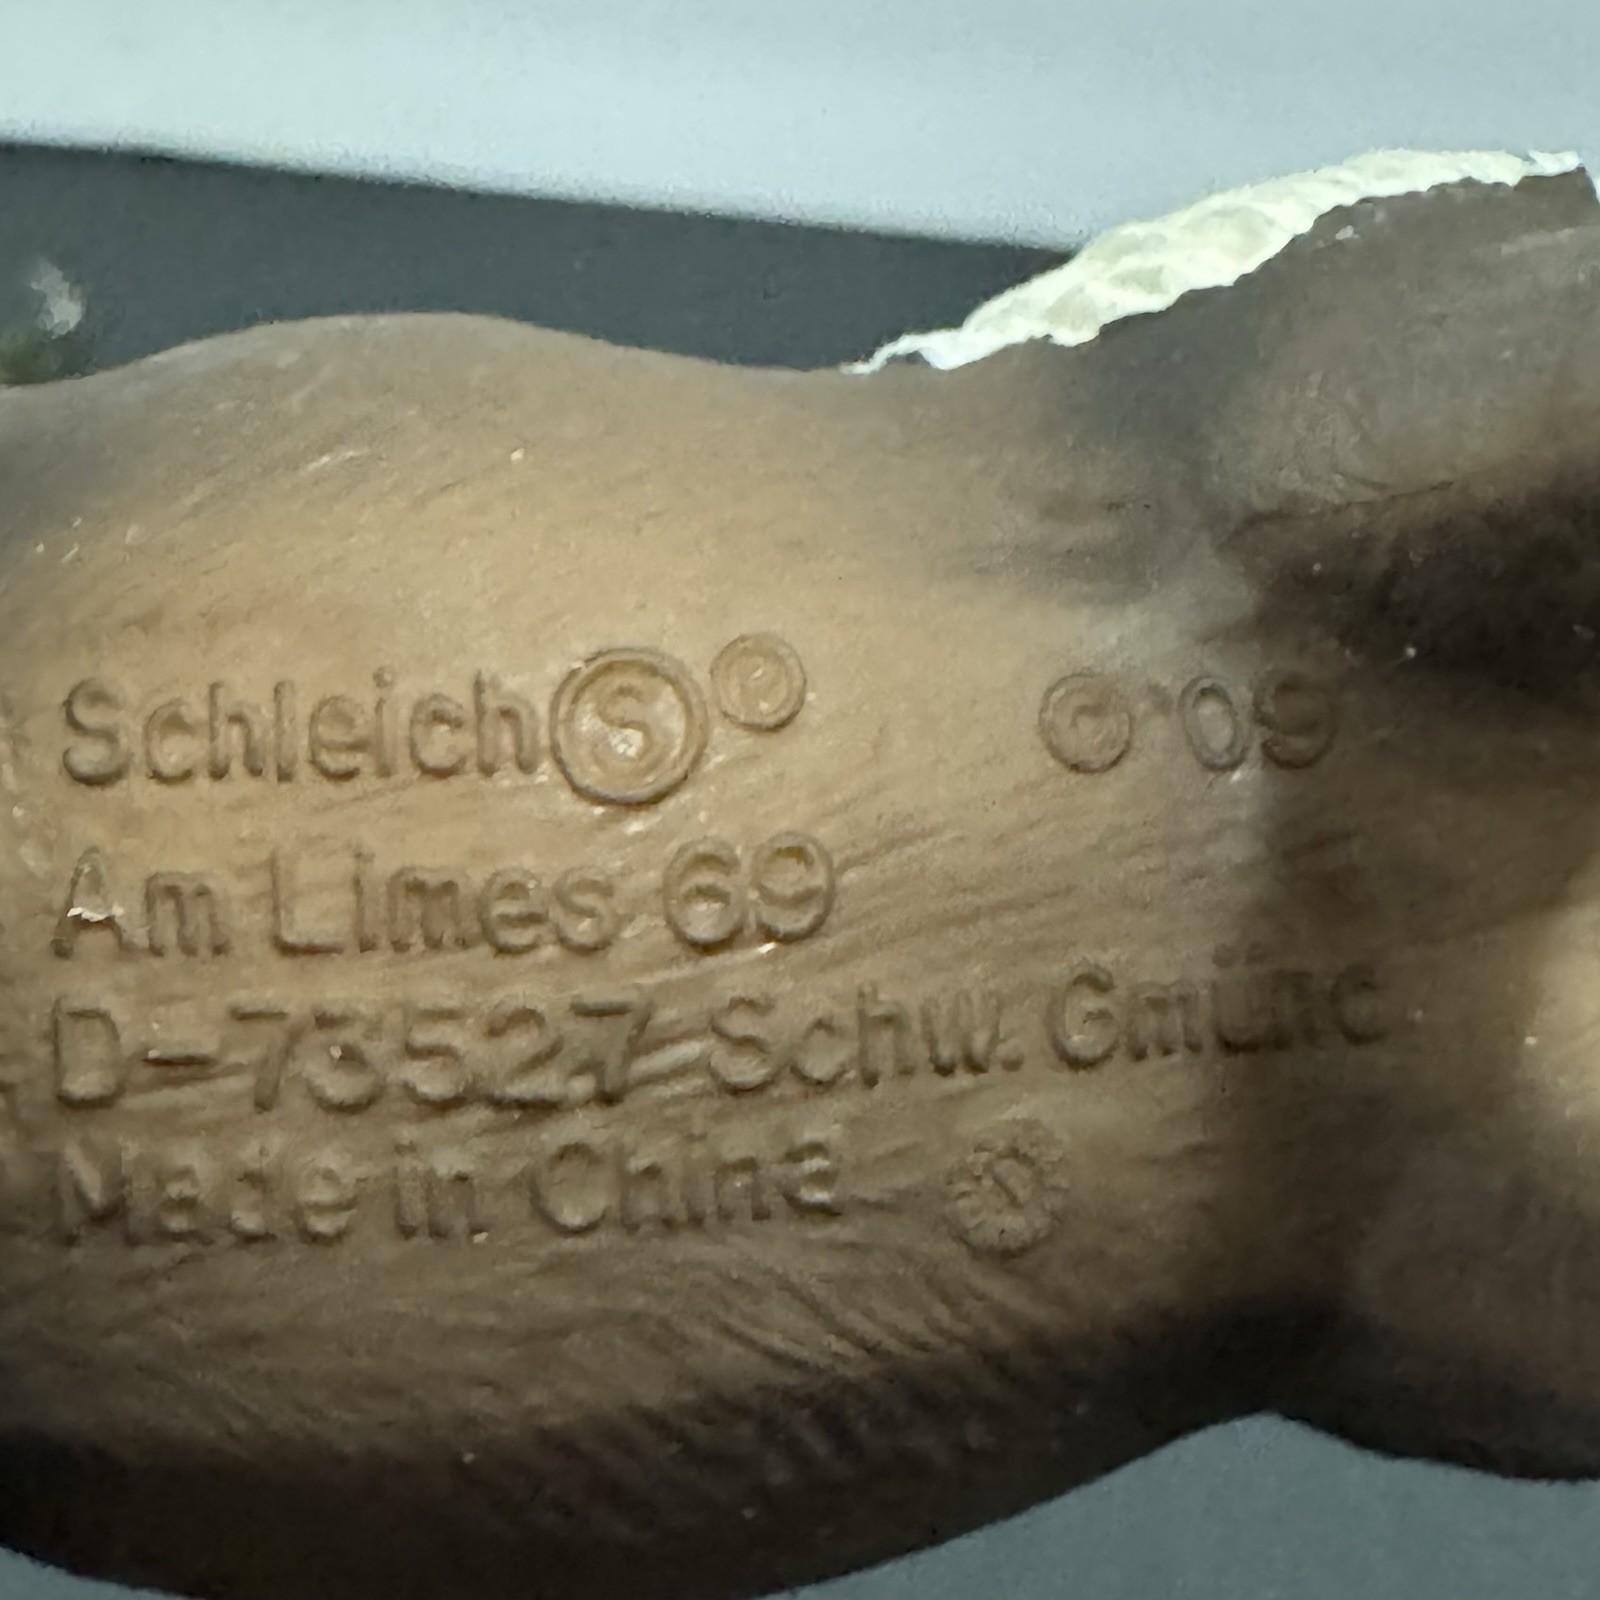 Schleich Ⓢ ® © '09
Am Limes 69
D-73527 Schw. Gmünd
Made in China